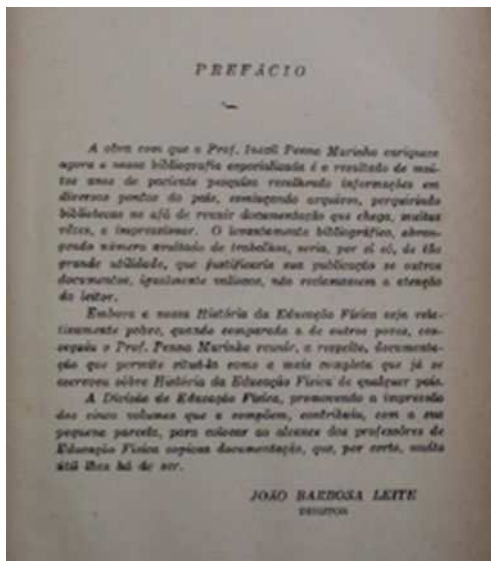 PREFÁCIO
A obra com que o Prof. Inezil Penna Marinho enriquece
agora a nossa bibliografia especializada é o resultado de mui-
tos anos de paciente pesquisa recolhendo informações em
diversos pontos do país, esmiuçando arquivos, perquirindo
bibliotecas no afã de reunir documentação que chega, muitas
vêzes, a impressionar. O levantamento bibliográfico, abran-
gendo número avultado de trabalhos, seria, por si só, de tão
grande utilidade, que justificaria sua publicação se outros
documentos, igualmente valiosos, não reclamassem a atenção
do leitor.
Embora a nossa História da Educação Física seja rela-
tivamente pobre, quando comparada a de outros povos, con-
seguiu o Prof. Penna Marinho reunir, a respeito, documenta-
ção que permite situá-la como a mais completa que já se
escreveu sôbre História da Educação Física de qualquer país.
A Divisão de Educação Física, promovendo a impressão
dos cinco volumes que a compõem, contribuiu, com a sua
pequena parcela, para colocar ao alcance dos professôres de
Educação Física copiosa documentação, que, por certo, muito
útil lhes há de ser.
JOÃO BARBOSA LEITE
DIRETOR